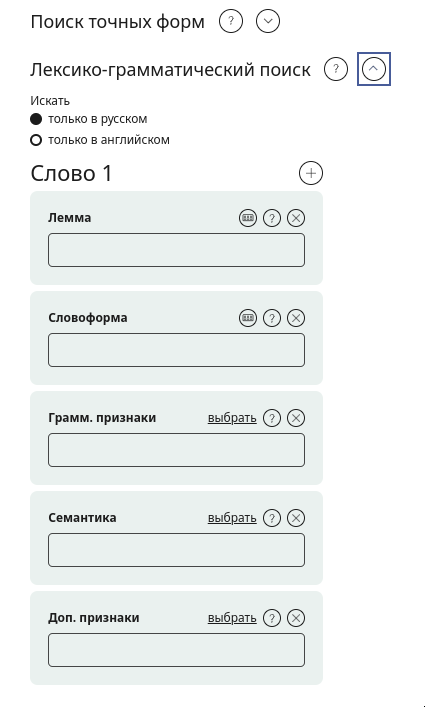 Поиск точных форм ?
Лексико-грамматический поиск ?
Искать
только в русском
только в английском
Слово 1
Лемма ?
Словоформа ?
Грамм. признаки выбрать ?
Семантика выбрать ?
Доп. признаки выбрать ?